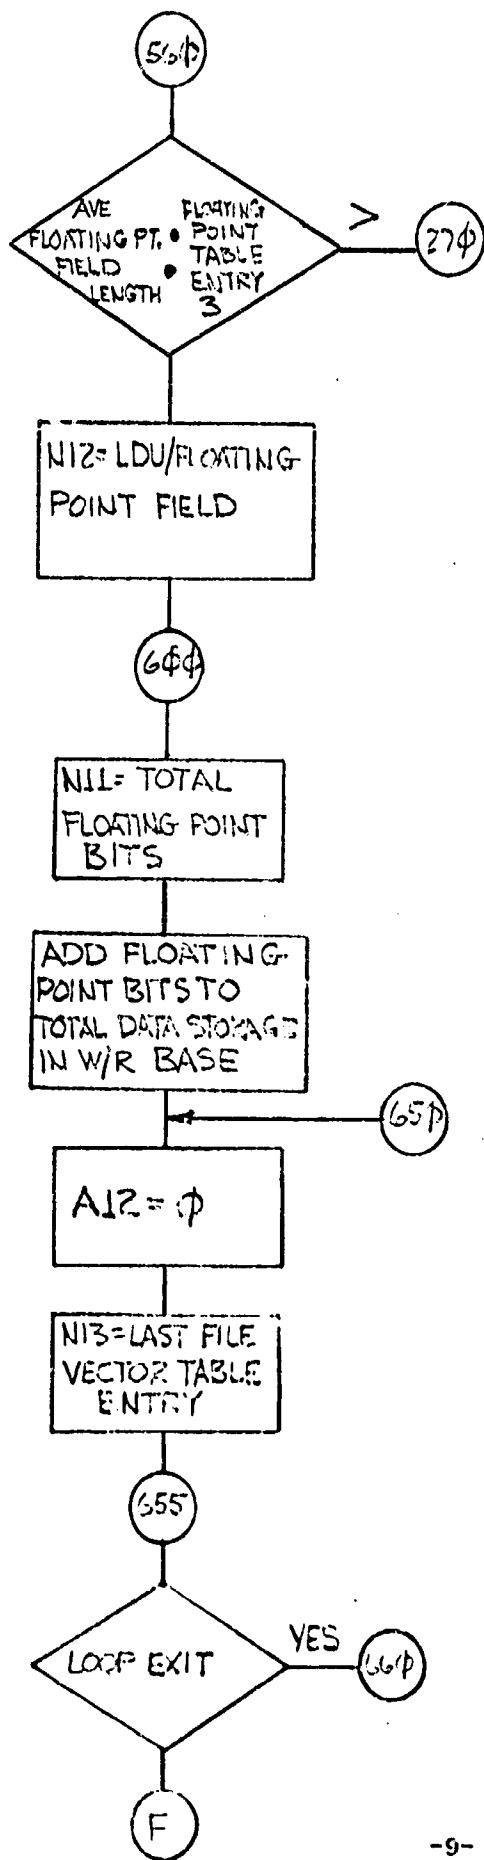 56φ
AVE
FLOATING PT.
FIELD
LENGTH
:
FLOATING
POINT
TABLE
ENTRY
3
>
27φ
N12=LDU/FLOATING
POINT FIELD
6φφ
N11= TOTAL
FLOATING POINT
BITS
ADD FLOATING
POINT BITS TO
TOTAL DATA STORAGE
IN W/R BASE
65φ
A12=φ
N13=LAST FILE
VECTOR TABLE
ENTRY
655
LOOP EXIT
YES
66φ
F
-9-